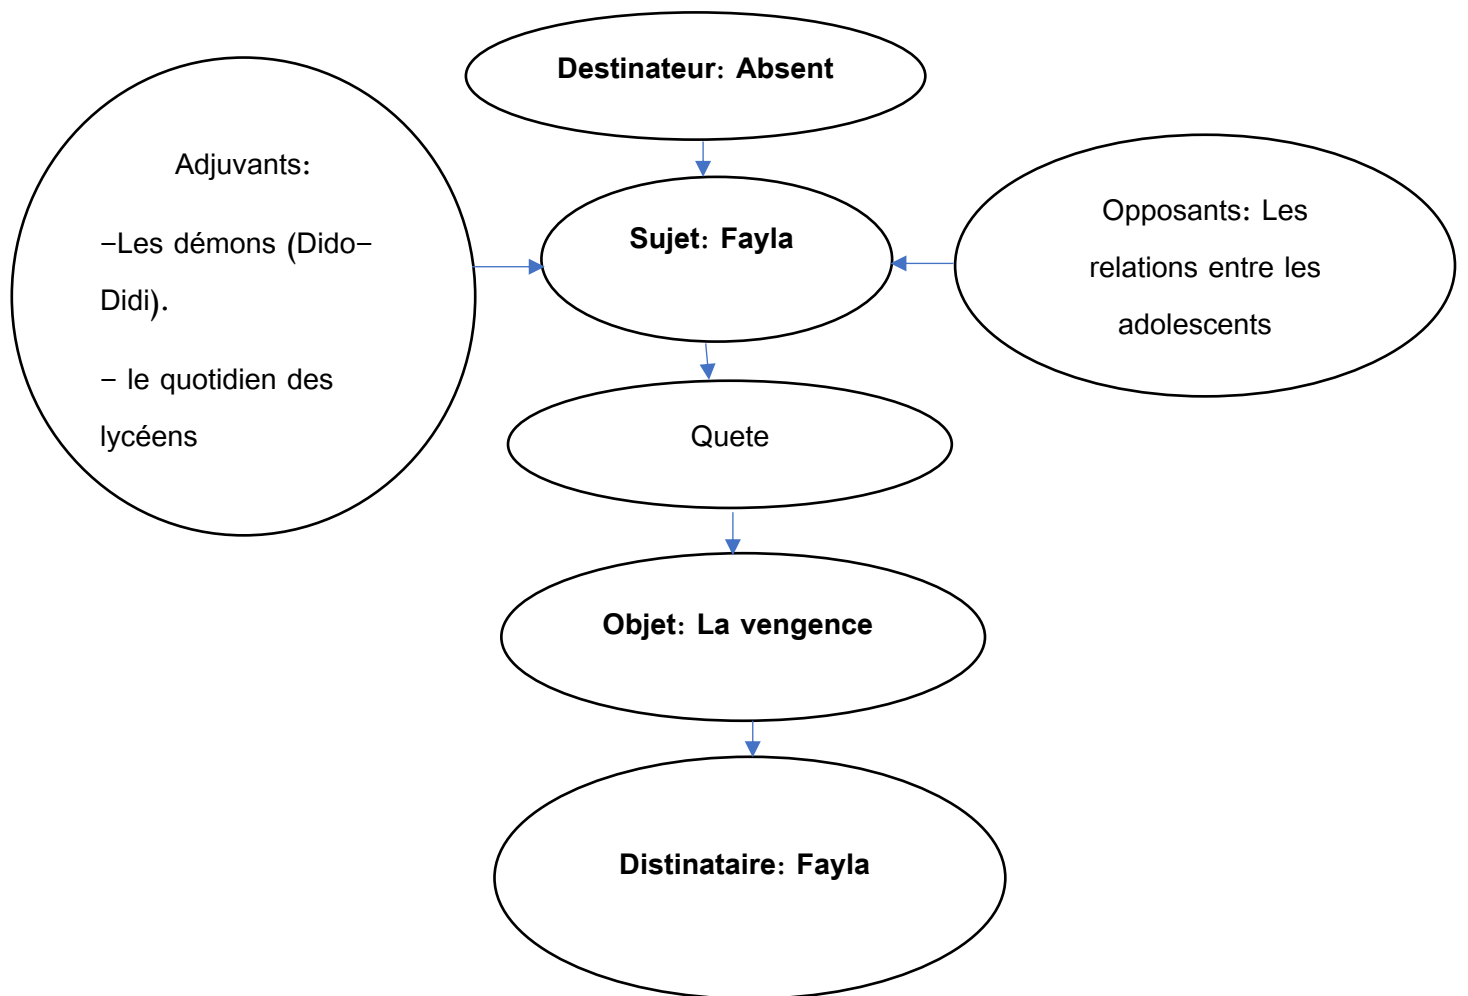 Destinateur: Absent
Adjuvants:
–Les démons (Dido–
Didi).
– le quotidien des
lycéens
Sujet: Fayla
Opposants: Les
relations entre les
adolescents
Quete
Objet: La vengence
Distinataire: Fayla